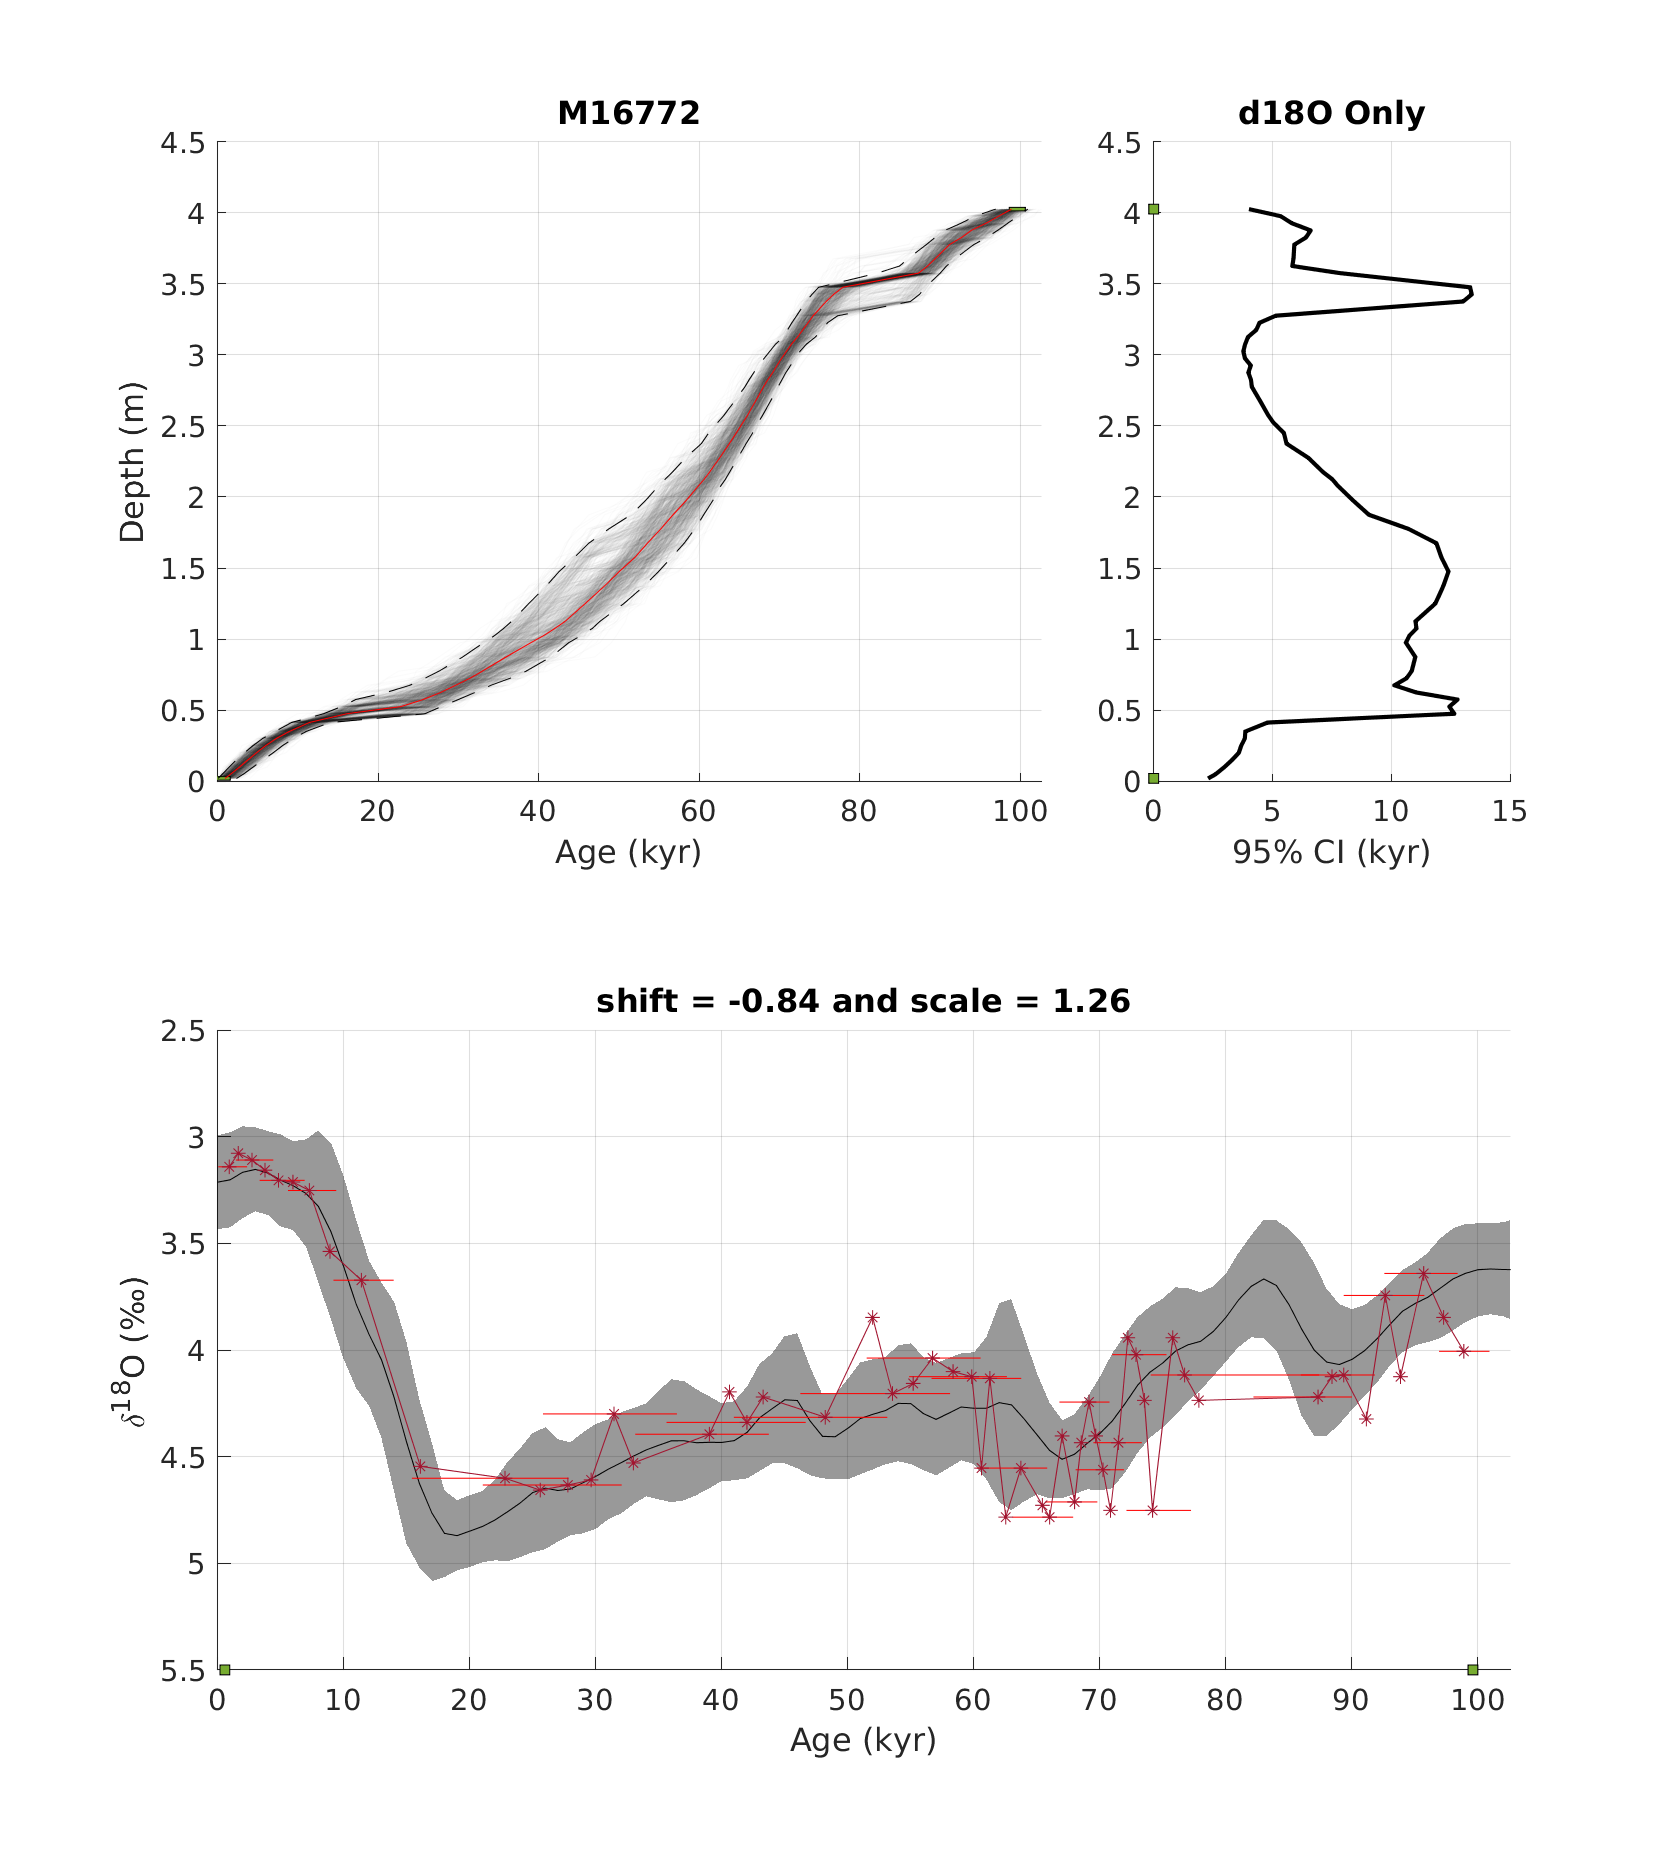 M16772
4.5
4
3.5
3
2.5
2
1.5
1
0.5
0
Depth (m)
0 20 40 60 80 100
Age (kyr)
d18O Only
4.5
4
3.5
3
2.5
2
1.5
1
0.5
0
0 5 10 15
95% CI (kyr)
shift = -0.84 and scale = 1.26
2.5
3
3.5
4
4.5
5
5.5
δ¹⁸O (‰)
0 10 20 30 40 50 60 70 80 90 100
Age (kyr)